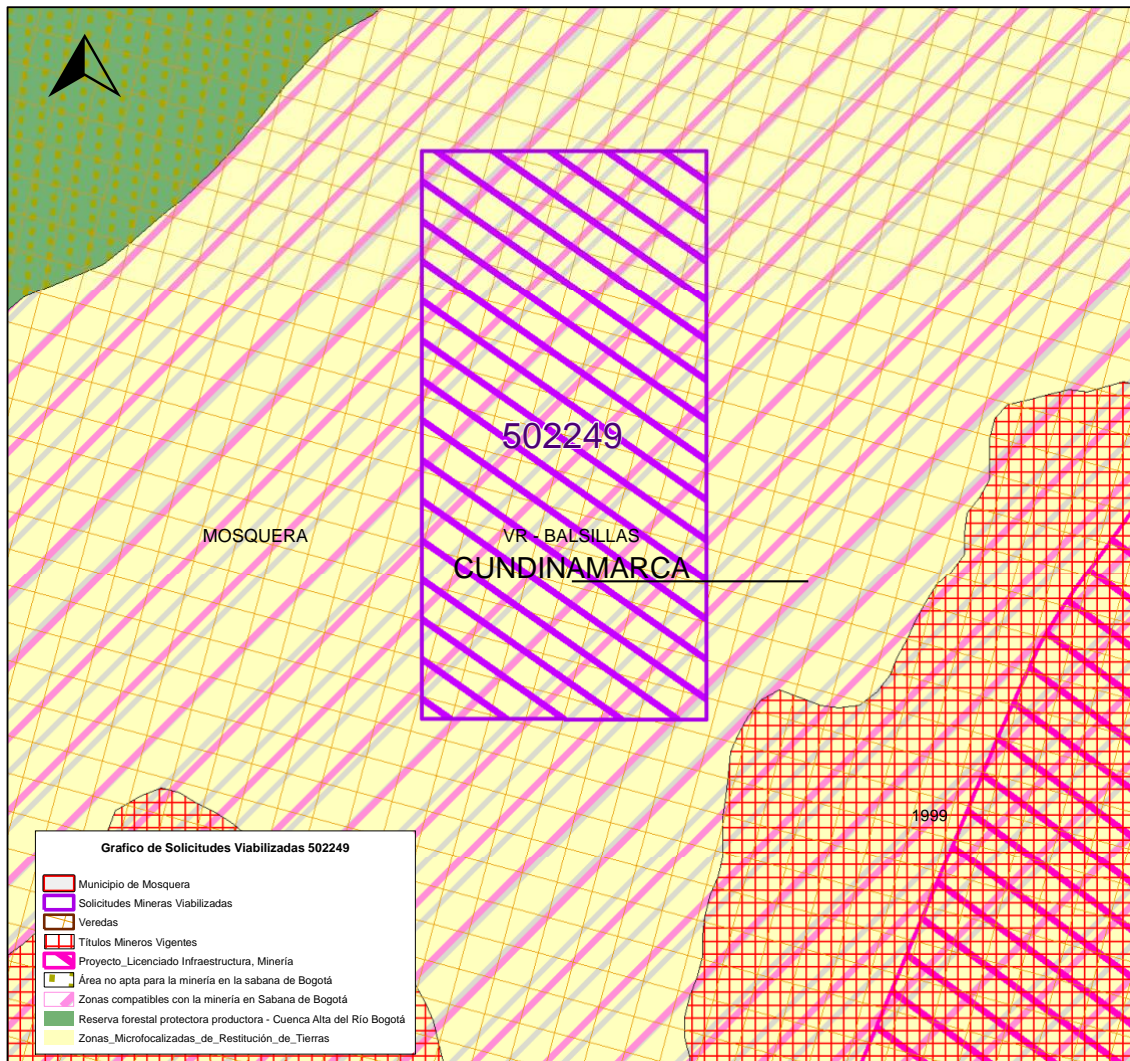 502249
MOSQUERA
VR - BALSILLAS
CUNDINAMARCA
1999
Grafico de Solicitudes Viabilizadas 502249
Municipio de Mosquera
Solicitudes Mineras Viabilizadas
Veredas
Títulos Mineros Vigentes
Proyecto_Licenciado Infraestructura, Minería
Área no apta para la minería en la sabana de Bogotá
Zonas compatibles con la minería en Sabana de Bogotá
Reserva forestal protectora productora - Cuenca Alta del Río Bogotá
Zonas_Microfocalizadas_de_Restitución_de_Tierras